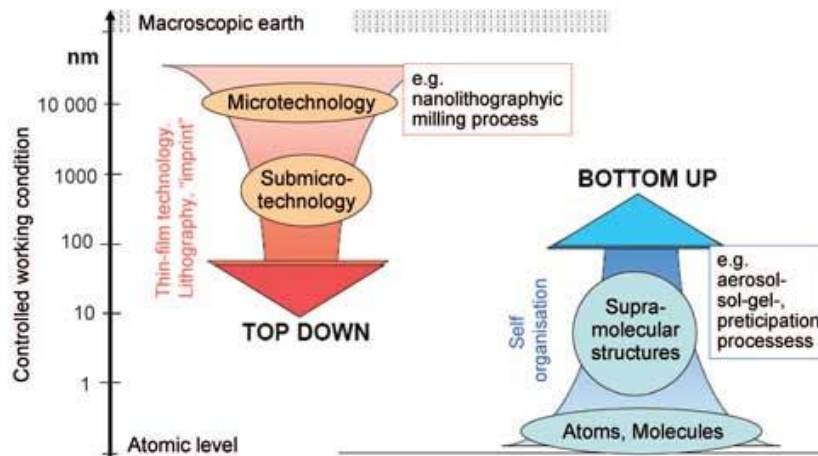 Macroscopic earth
nm
10 000
1000
100
10
1
Controlled working condition
Atomic level
Microtechnology
Submicro-
technology
Thin-film technology.
Lithography, "imprint"
TOP DOWN
e.g.
nanolithographyic
milling process
BOTTOM UP
Self
organisation
Supra-
molecular
structures
Atoms, Molecules
e.g.
aerosol-
sol-gel-,
preticipation
processess